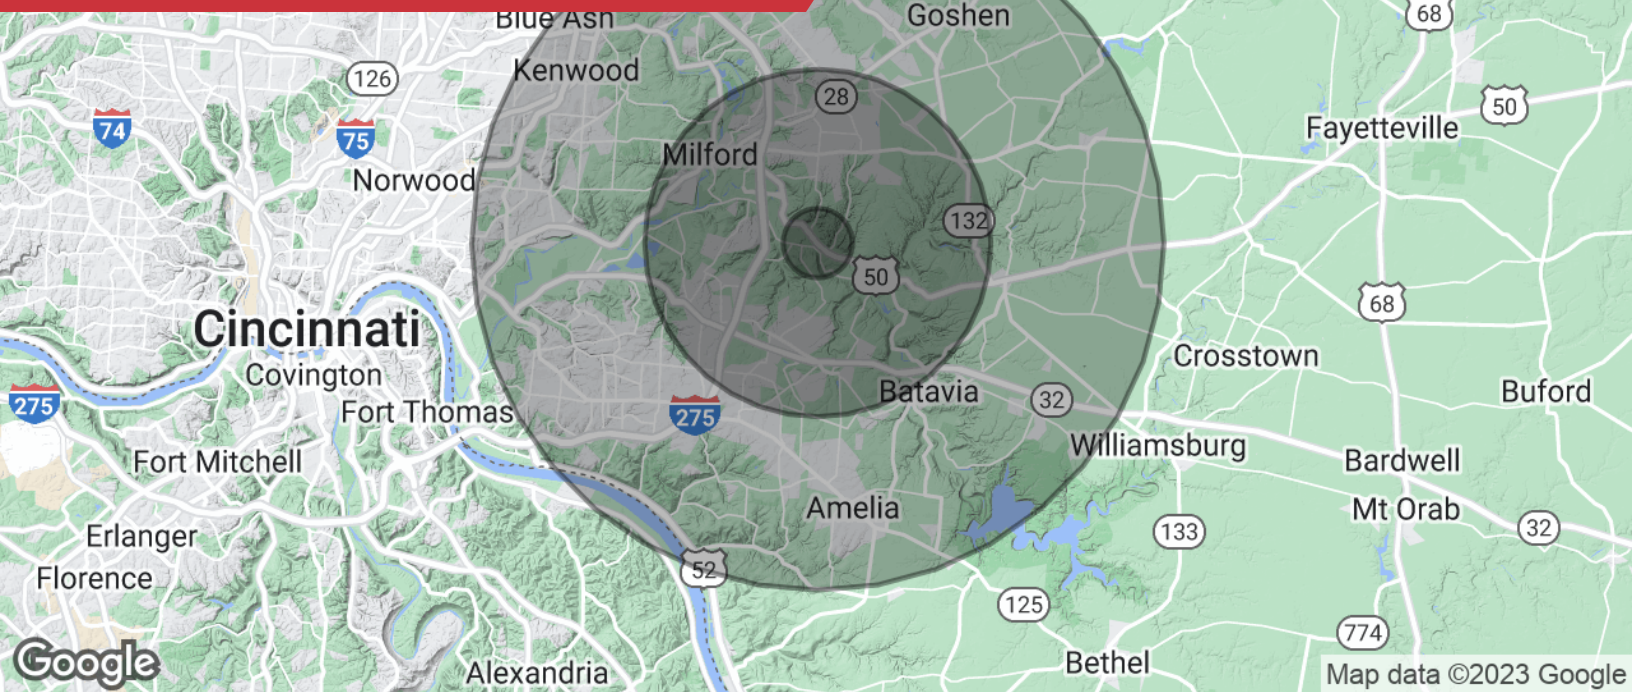 Blue Ash
Goshen
68
Kenwood
126
28
50
74
75
Fayetteville
Milford
Norwood
132
50
68
Cincinnati
Crosstown
Covington
Batavia
Buford
275
32
Fort Thomas
275
Williamsburg
Fort Mitchell
Bardwell
Amelia
Mt Orab
Erlanger
133
32
Florence
52
125
774
Google
Alexandria
Bethel
Map data ©2023 Google